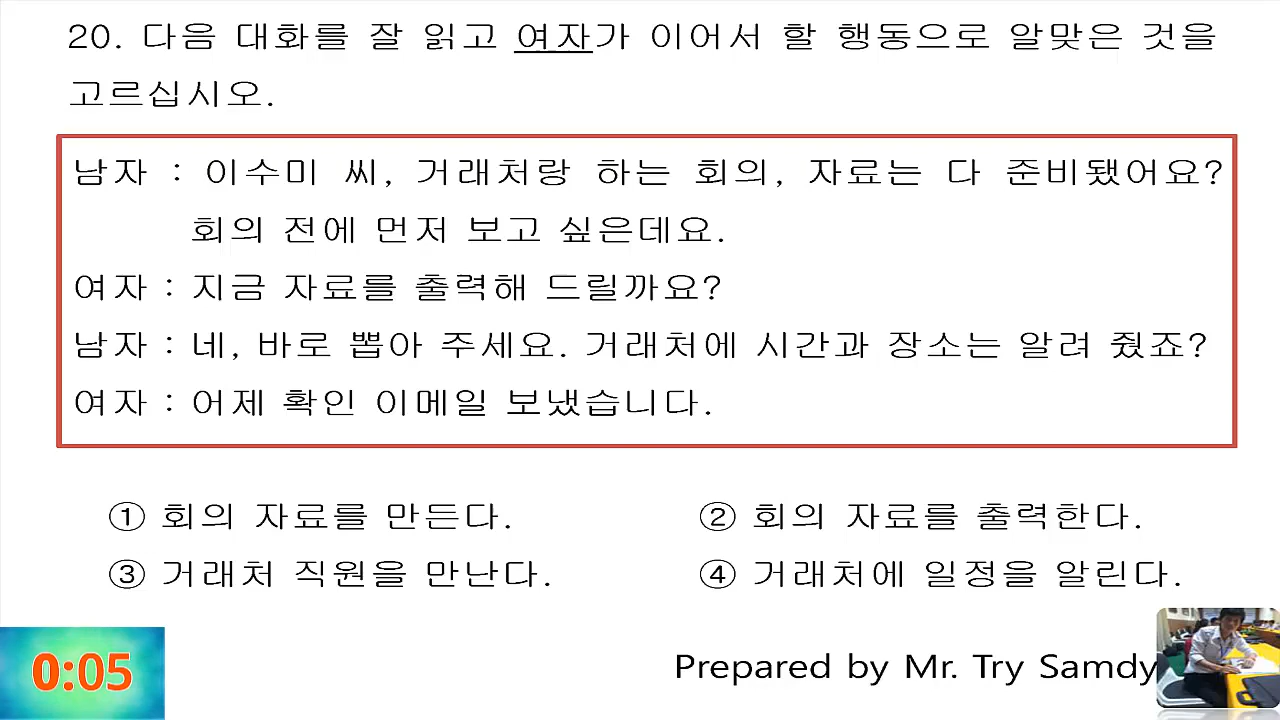 20. 다음 대화를 잘 읽고 여자가 이어서 할 행동으로 알맞은 것을
고르십시오.
남자 : 이수미 씨, 거래처랑 하는 회의, 자료는 다 준비됐어요?
회의 전에 먼저 보고 싶은데요.
여자 : 지금 자료를 출력해 드릴까요?
남자 : 네, 바로 뽑아 주세요. 거래처에 시간과 장소는 알려 줬죠?
여자 : 어제 확인 이메일 보냈습니다.
① 회의 자료를 만든다. ② 회의 자료를 출력한다.
③ 거래처 직원을 만난다. ④ 거래처에 일정을 알린다.
0:05
Prepared by Mr. Try Samdy